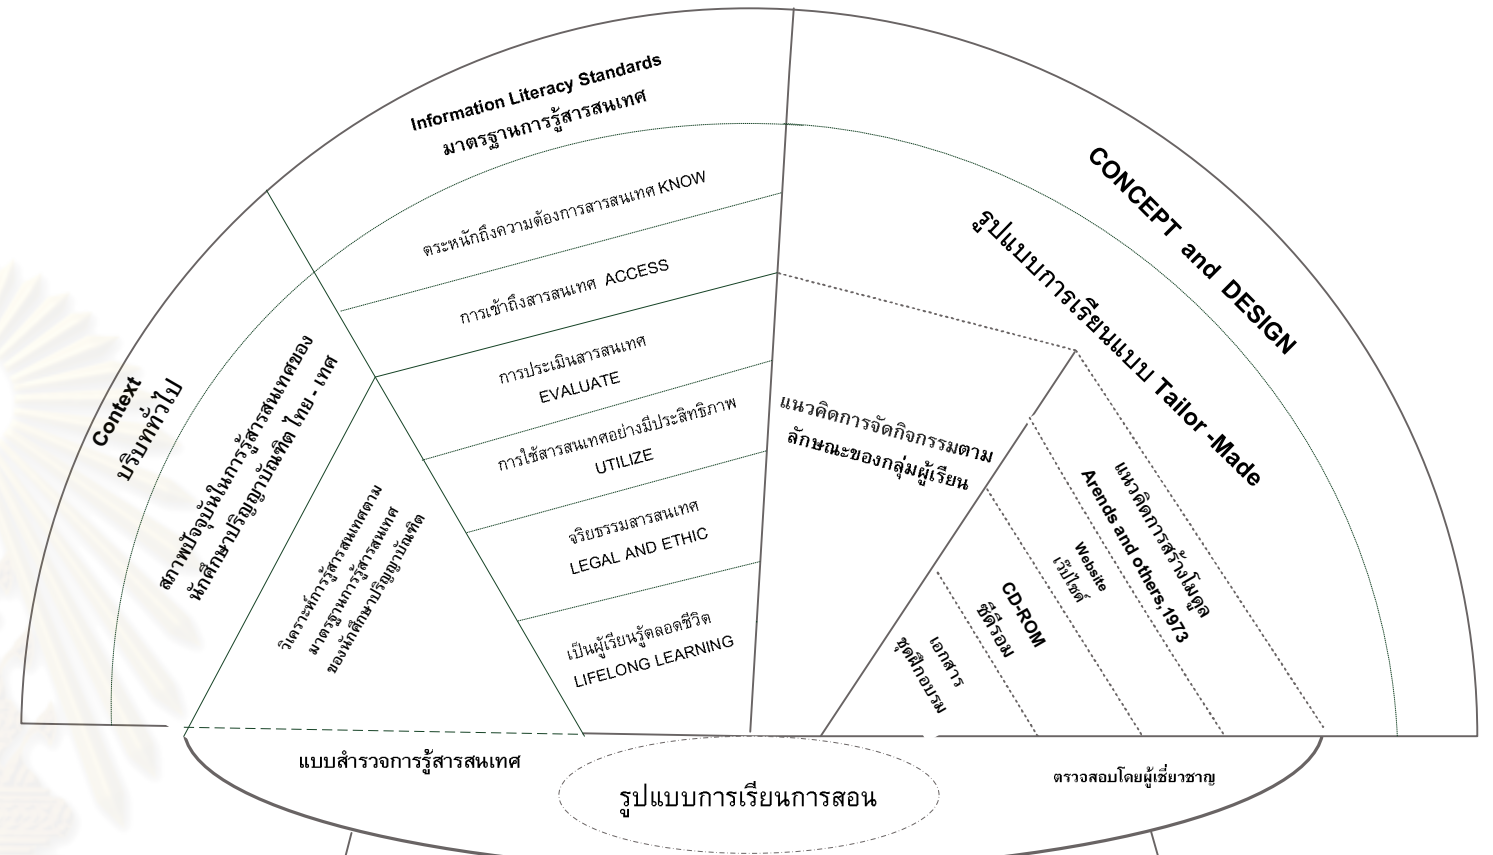 Information Literacy Standards
มาตรฐานการรู้สารสนเทศ
ตระหนักถึงความต้องการสารสนเทศ KNOW
การเข้าถึงสารสนเทศ ACCESS
การประเมินสารสนเทศ
EVALUATE
การใช้สารสนเทศอย่างมีประสิทธิภาพ
UTILIZE
จริยธรรมสารสนเทศ
LEGAL AND ETHIC
เป็นผู้เรียนรู้ตลอดชีวิต
LIFELONG LEARNING
Context
บริบททั่วไป
สภาพปัจจุบันในการรู้สารสนเทศของ
นักศึกษาปริญญาบัณฑิต ไทย - เทศ
วิเคราะห์การรู้สารสนเทศตาม
มาตรฐานการรู้สารสนเทศ
ของนักศึกษาปริญญาบัณฑิต
CONCEPT and DESIGN
รูปแบบการเรียนแบบ Tailor -Made
แนวคิดการจัดกิจกรรมตาม
ลักษณะของกลุ่มผู้เรียน
แนวคิดการสร้างโมดูล
Arends and others,1973
Website
เว็บไซต์
CD-ROM
ซีดีรอม
เอกสาร
ชุดฝึกอบรม
แบบสำรวจการรู้สารสนเทศ
รูปแบบการเรียนการสอน
ตรวจสอบโดยผู้เชี่ยาชาญ